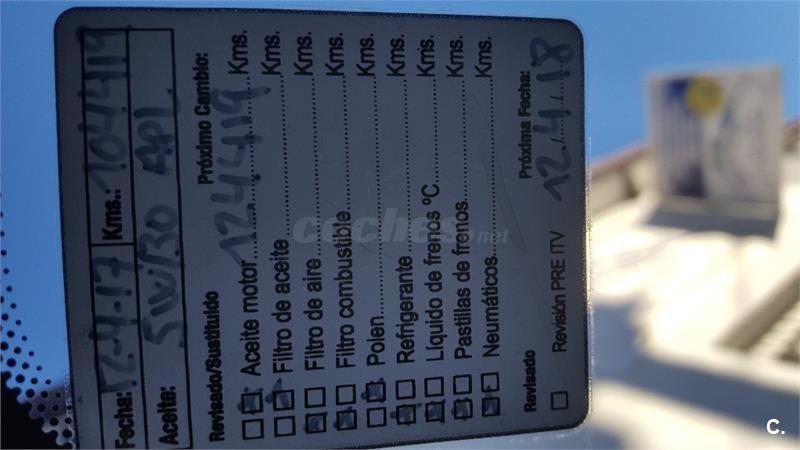 Fecha: 12-4-17 Kms.: 104419
Aceite: 5W/30 API
Revisado/Sustituido Próximo Cambio:
Aceite motor 124419 Kms.
Filtro de aceite Kms.
Filtro de aire Kms.
Filtro combustible Kms.
Polen Kms.
Refrigerante Kms.
Líquido de frenos ºC Kms.
Pastillas de frenos Kms.
Neumáticos Kms.
Revisado Próxima Fecha:
Revisión PRE ITV 12.4.18
coches.net
C.